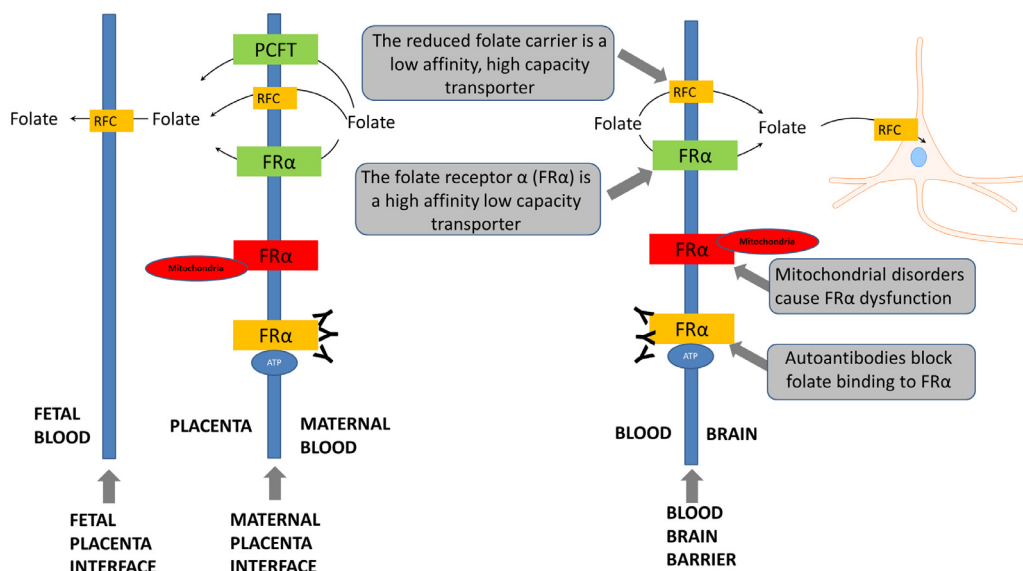 PCFT
RFC
FRα
Folate
RFC
Folate
Folate
The reduced folate carrier is a
low affinity, high capacity
transporter
RFC
Folate
FRα
Folate
RFC
The folate receptor α (FRα) is
a high affinity low capacity
transporter
FRα
Mitochondria
FRα
Mitochondria
Mitochondrial disorders
cause FRα dysfunction
FRα
ATP
FRα
ATP
Autoantibodies block
folate binding to FRα
FETAL
BLOOD
PLACENTA
MATERNAL
BLOOD
BLOOD
BRAIN
FETAL
PLACENTA
INTERFACE
MATERNAL
PLACENTA
INTERFACE
BLOOD
BRAIN
BARRIER